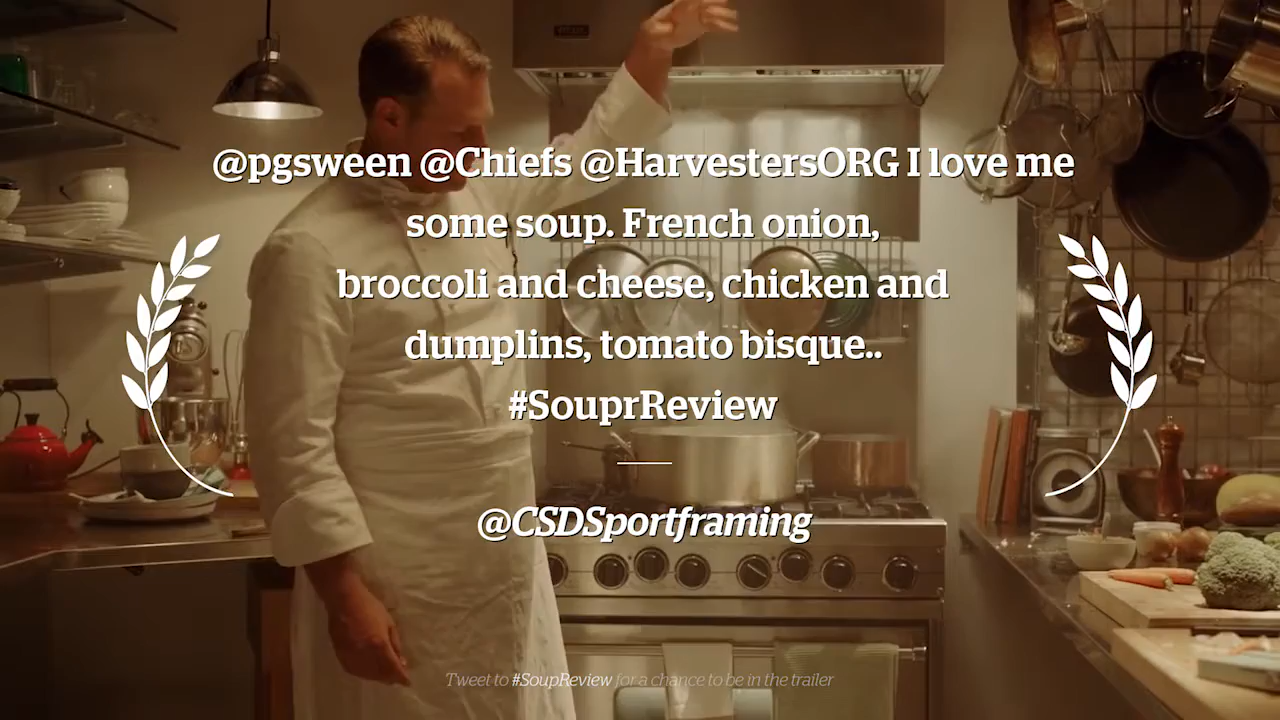 @pgsween @Chiefs @HarvestersORG I love me
some soup. French onion,
broccoli and cheese, chicken and
dumplins, tomato bisque..
#SouprReview
@CSDSportframing
Tweet to #SoupReview for a chance to be in the trailer